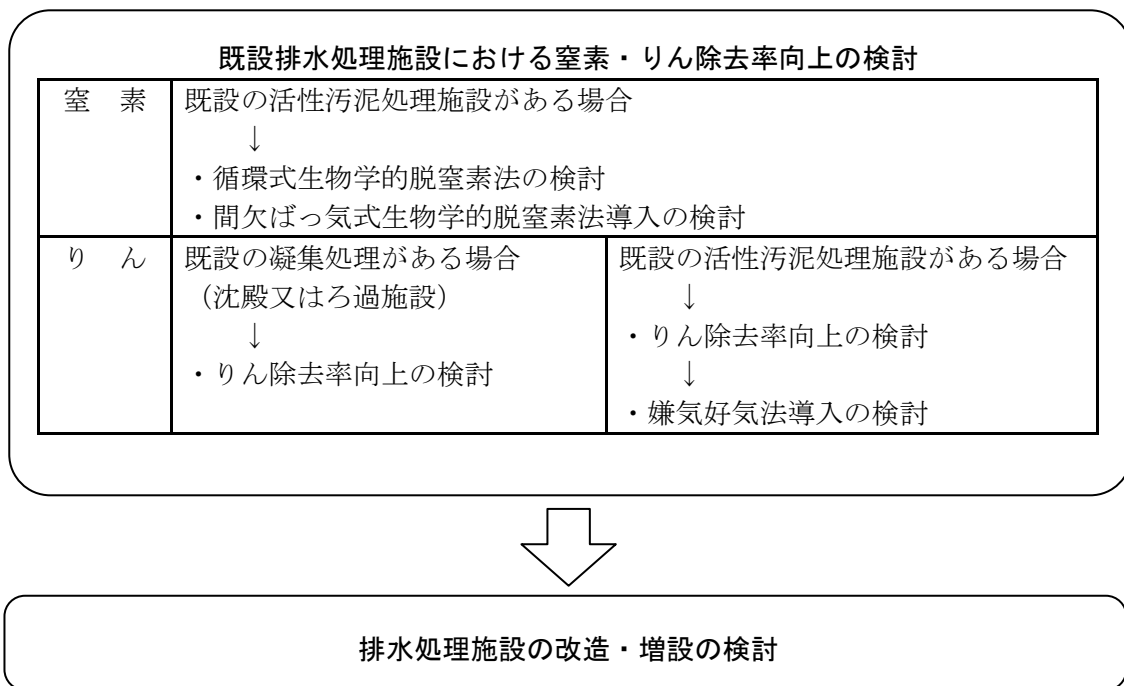 既設排水処理施設における窒素・りん除去率向上の検討
窒　素
既設の活性汚泥処理施設がある場合
↓
・循環式生物学的脱窒素法の検討
・間欠ばっ気式生物学的脱窒素法導入の検討
り　ん
既設の凝集処理がある場合
（沈殿又はろ過施設）
↓
・りん除去率向上の検討
既設の活性汚泥処理施設がある場合
↓
・りん除去率向上の検討
↓
・嫌気好気法導入の検討
排水処理施設の改造・増設の検討